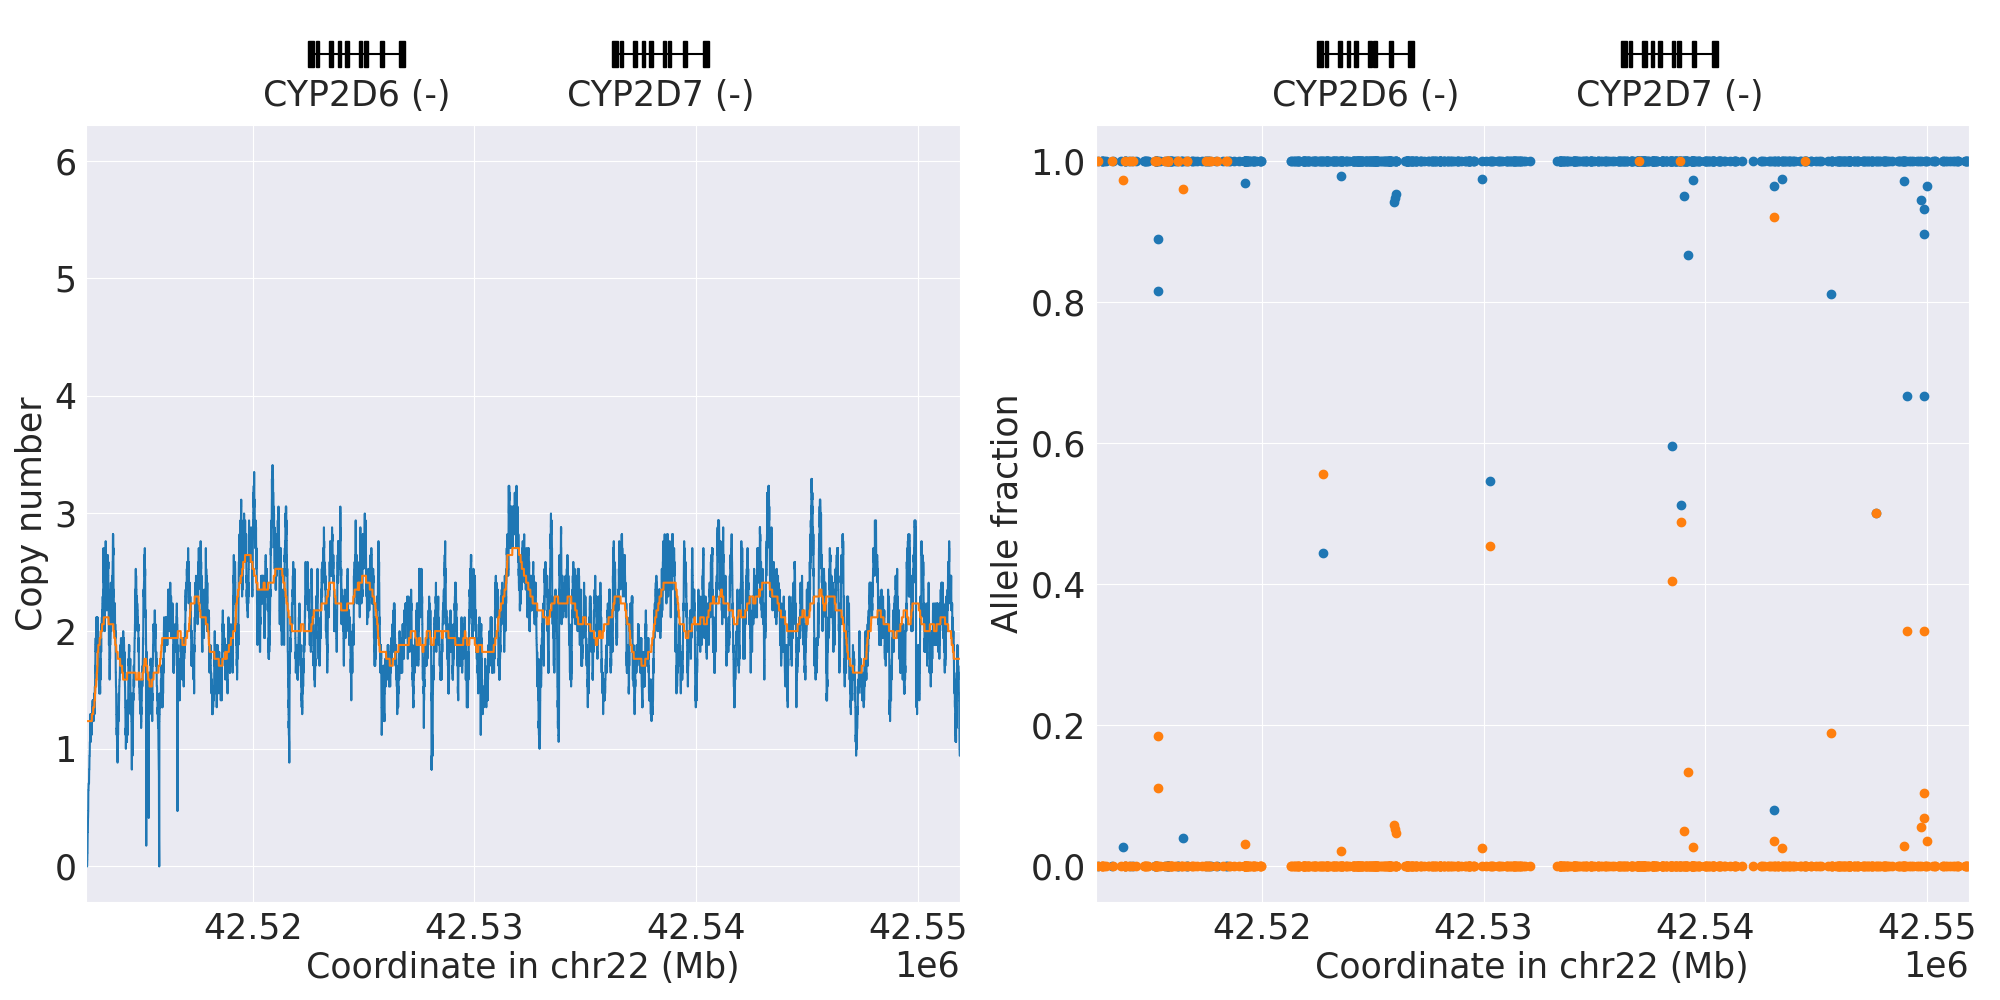 CYP2D6 (-)
CYP2D7 (-)
6
5
4
3
2
1
0
Copy number
42.52
42.53
42.54
42.55
Coordinate in chr22 (Mb)
1e6
CYP2D6 (-)
CYP2D7 (-)
1.0
0.8
0.6
0.4
0.2
0.0
Allele fraction
42.52
42.53
42.54
42.55
Coordinate in chr22 (Mb)
1e6